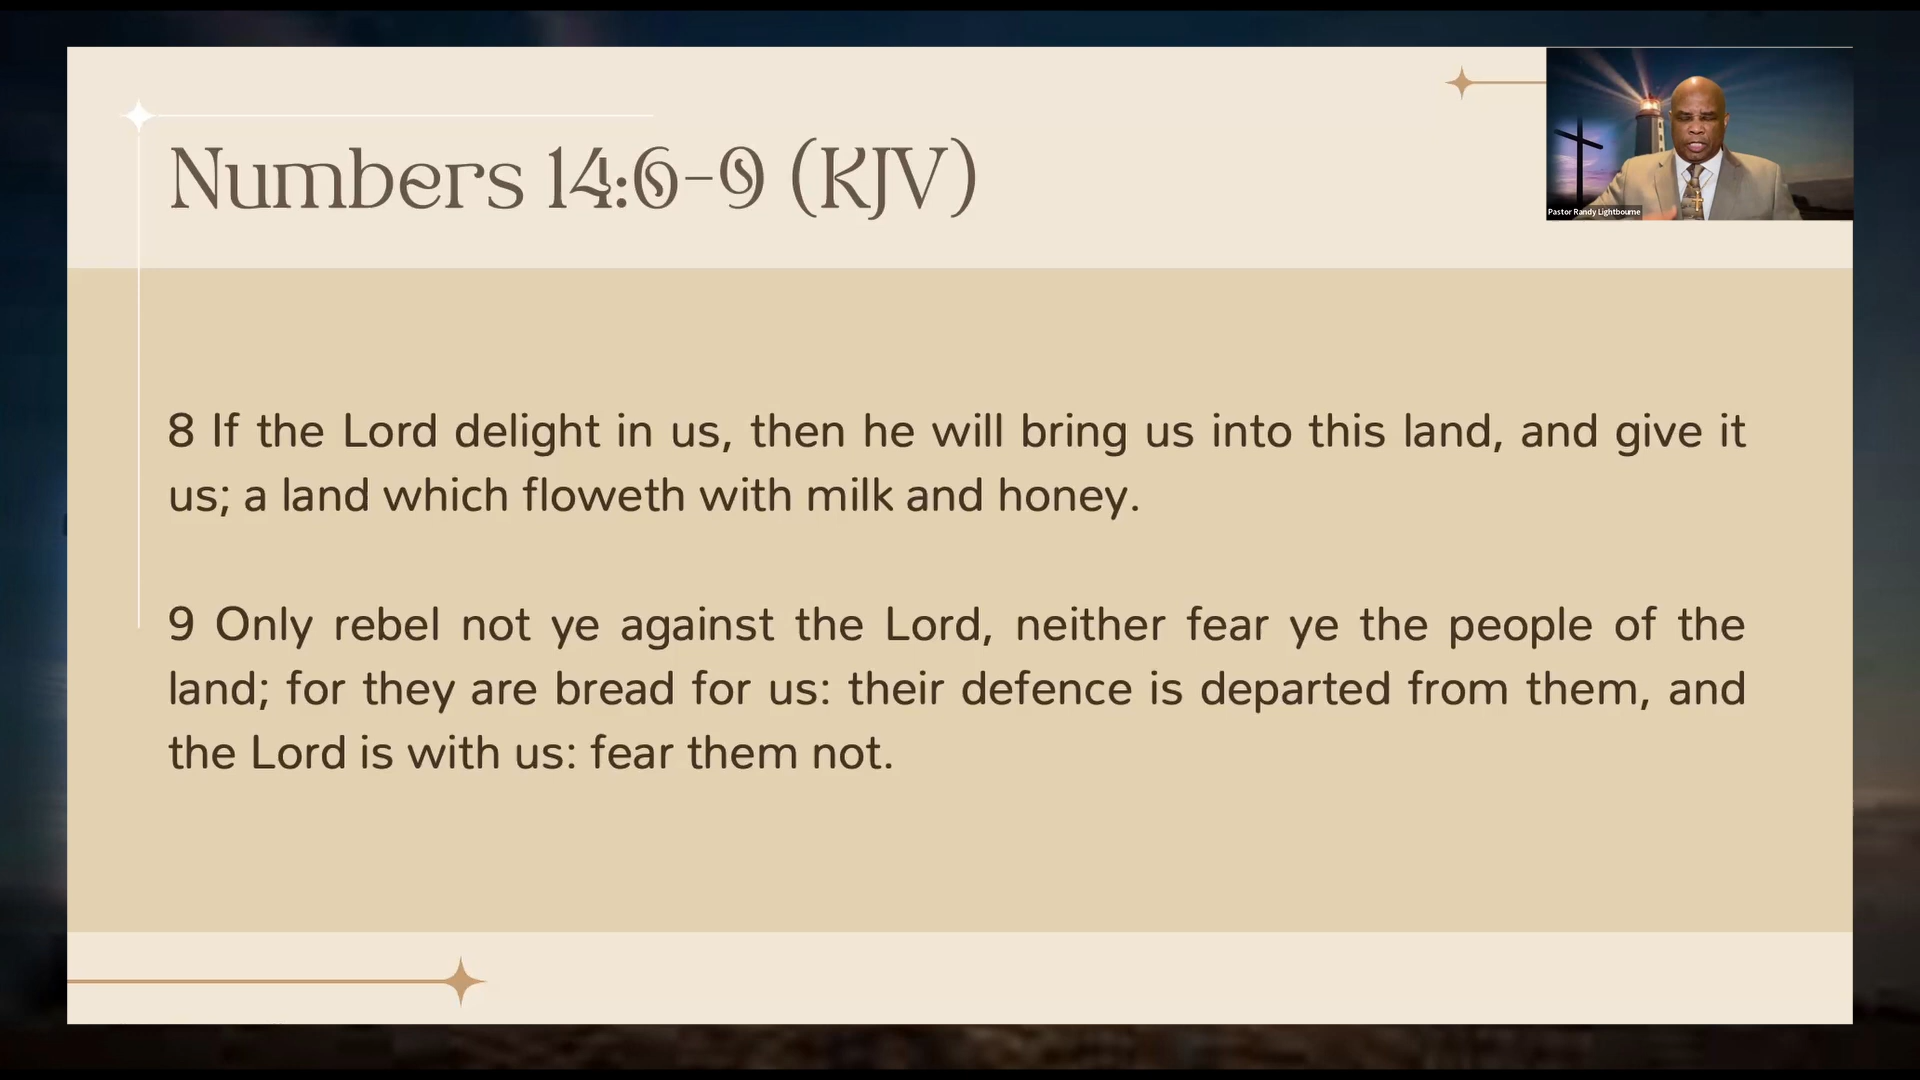 Numbers 14:6-9 (KJV)
Pastor Randy Lightbourne
8 If the Lord delight in us, then he will bring us into this land, and give it
us; a land which floweth with milk and honey.
9 Only rebel not ye against the Lord, neither fear ye the people of the
land; for they are bread for us: their defence is departed from them, and
the Lord is with us: fear them not.